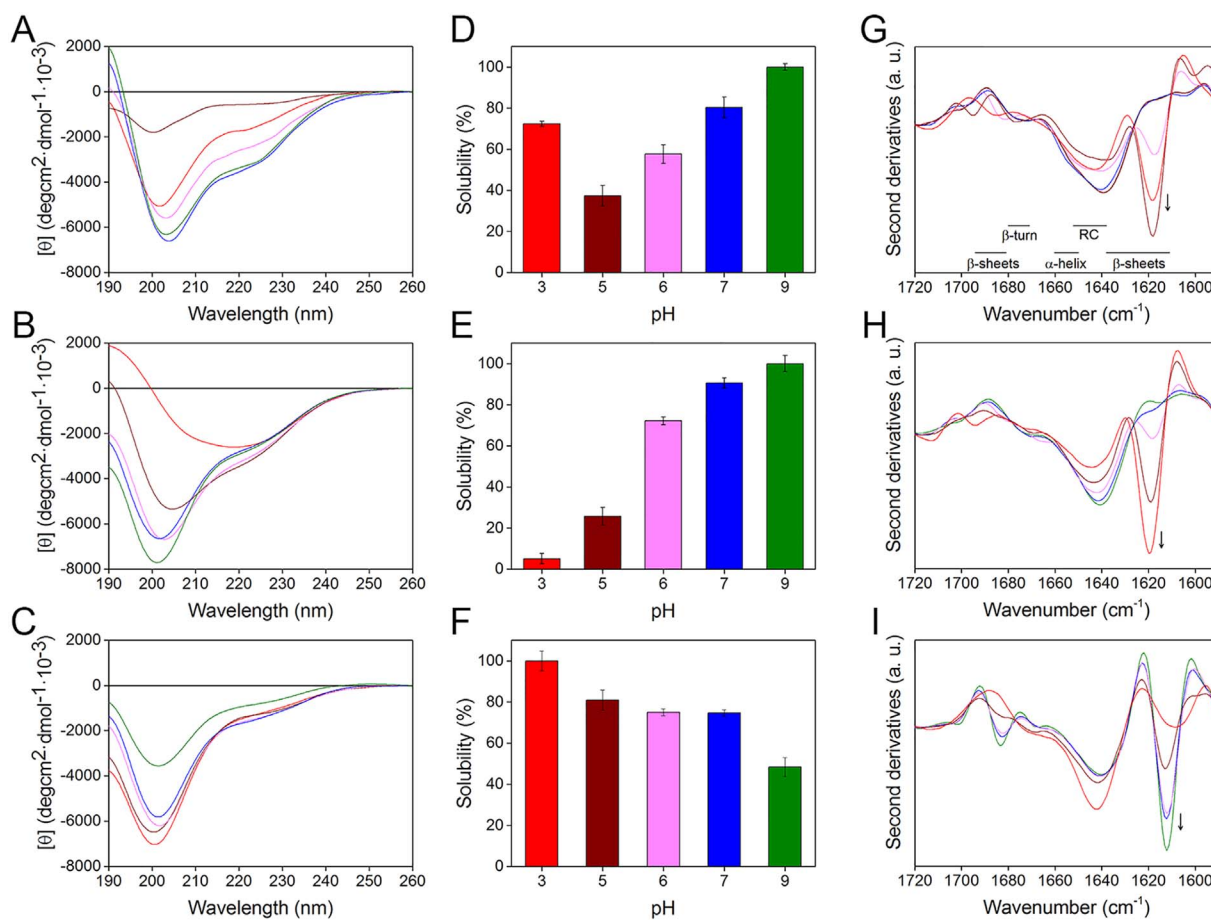 A
2000
0
-2000
-4000
-6000
-8000
[θ] (degcm2·dmol-1·10-3)
190 200 210 220 230 240 250 260
Wavelength (nm)
D
100
80
60
40
20
0
Solubility (%)
3 5 6 7 9
pH
G
Second derivatives (a. u.)
β-turn
RC
β-sheets
α-helix
β-sheets
1720 1700 1680 1660 1640 1620 1600
Wavenumber (cm-1)
B
2000
0
-2000
-4000
-6000
-8000
[θ] (degcm2·dmol-1·10-3)
190 200 210 220 230 240 250 260
Wavelength (nm)
E
100
80
60
40
20
0
Solubility (%)
3 5 6 7 9
pH
H
Second derivatives (a. u.)
1720 1700 1680 1660 1640 1620 1600
Wavenumber (cm-1)
C
2000
0
-2000
-4000
-6000
-8000
[θ] (degcm2·dmol-1·10-3)
190 200 210 220 230 240 250 260
Wavelength (nm)
F
100
80
60
40
20
0
Solubility (%)
3 5 6 7 9
pH
I
Second derivatives (a. u.)
1720 1700 1680 1660 1640 1620 1600
Wavenumber (cm-1)